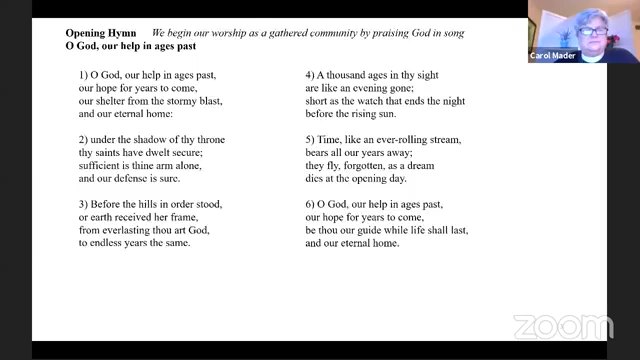 Opening Hymn We begin our worship as a gathered community by praising God in song
O God, our help in ages past
1) O God, our help in ages past,
our hope for years to come,
our shelter from the stormy blast,
and our eternal home:
2) under the shadow of thy throne
thy saints have dwelt secure;
sufficient is thine arm alone,
and our defense is sure.
3) Before the hills in order stood,
or earth received her frame,
from everlasting thou art God,
to endless years the same.
4) A thousand ages in thy sight
are like an evening gone;
short as the watch that ends the night
before the rising sun.
5) Time, like an ever-rolling stream,
bears all our years away;
they fly, forgotten, as a dream
dies at the opening day.
6) O God, our help in ages past,
our hope for years to come,
be thou our guide while life shall last,
and our eternal home.
Carol Mader
zoom